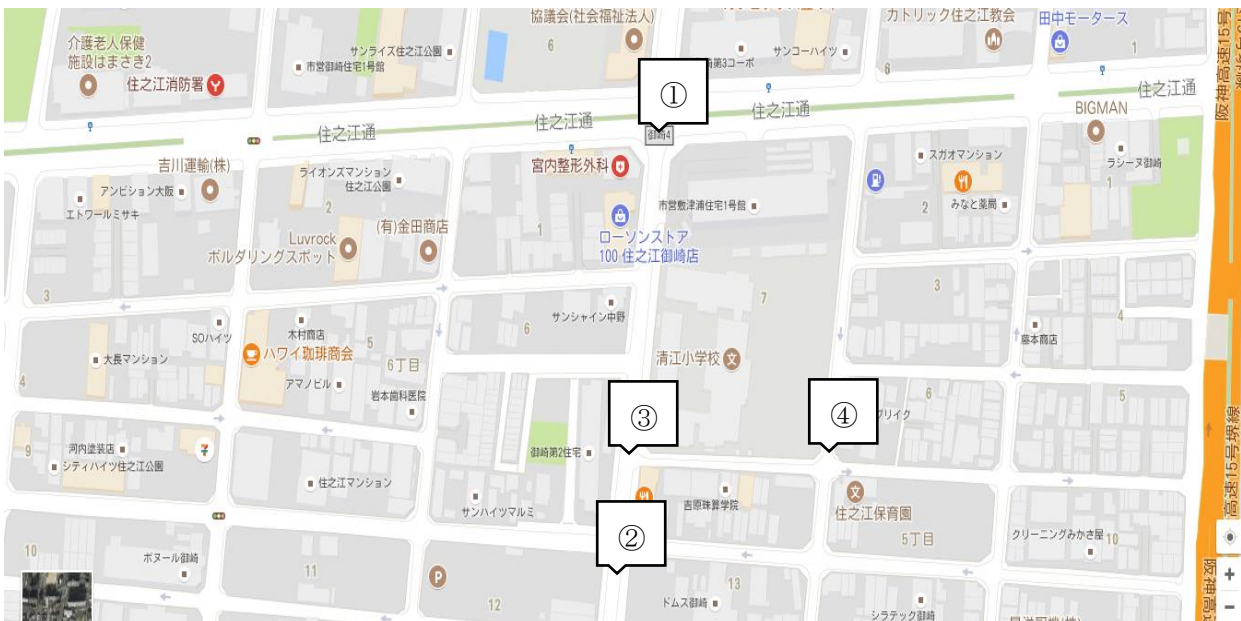 協議会(社会福祉法人)
カトリック住之江教会
田中モータース
介護老人保健
施設はまさき2
住之江消防署
サンライズ住之江公園
市営御崎住宅1号館
6
第3コーポ
サンコーハイツ
6
1
阪神高速15号
①
住之江通
住之江通
住之江通
住之江通
御崎4
BIGMAN
吉川運輸(株)
アンビション大阪
エトワールミサキ
ライオンズマンション
住之江公園
宮内整形外科
スガオマンション
ラシーヌ御崎
みなと薬局
市営敷津浦住宅1号館
2
1
2
1
(有)金田商店
Luvrock
ボルダリングスポット
ローソンストア
100 住之江御崎店
3
3
7
4
サンシャイン中野
6
SOハイツ
木村商店
5
ハワイ珈琲商会
6丁目
大長マンション
アマノビル
岩本歯科医院
清江小学校
文
藤本商店
4
6
5
③
④
グリイク
9
河内塗装店
シティハイツ住之江公園
住之江マンション
御崎第2住宅
サンハイツマルミ
吉原珠算学院
文
住之江保育園
5丁目
クリーニングみかさ屋
10
高速15号堺線
②
10
ボヌール御崎
11
P
12
13
ドムス御崎
シラテック御崎
+
−